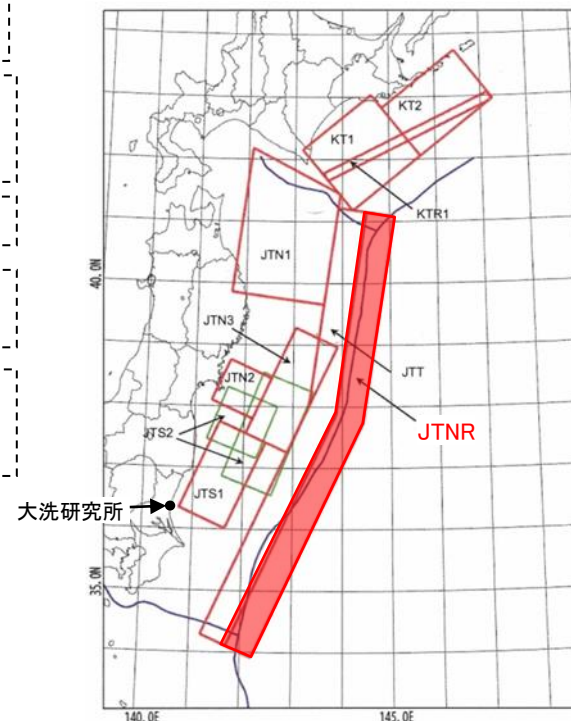 KT2
KT1
KTR1
JTN1
40.0N
JTN3
JTT
JTN2
JTNR
JTS2
JTS1
大洗研究所
35.0N
140.0E
145.0E